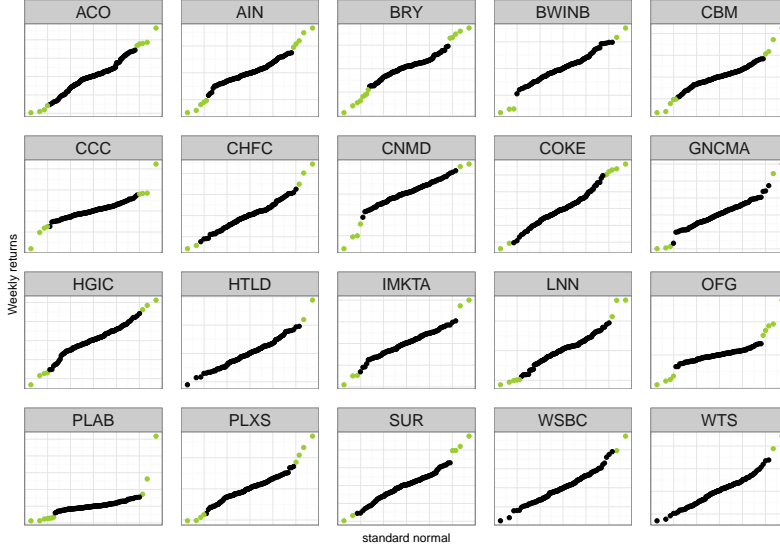 ACO AIN BRY BWINB CBM
CCC CHFC CNMD COKE GNCMA
HGIC HTLD IMKTA LNN OFG
PLAB PLXS SUR WSBC WTS
Weekly returns
standard normal